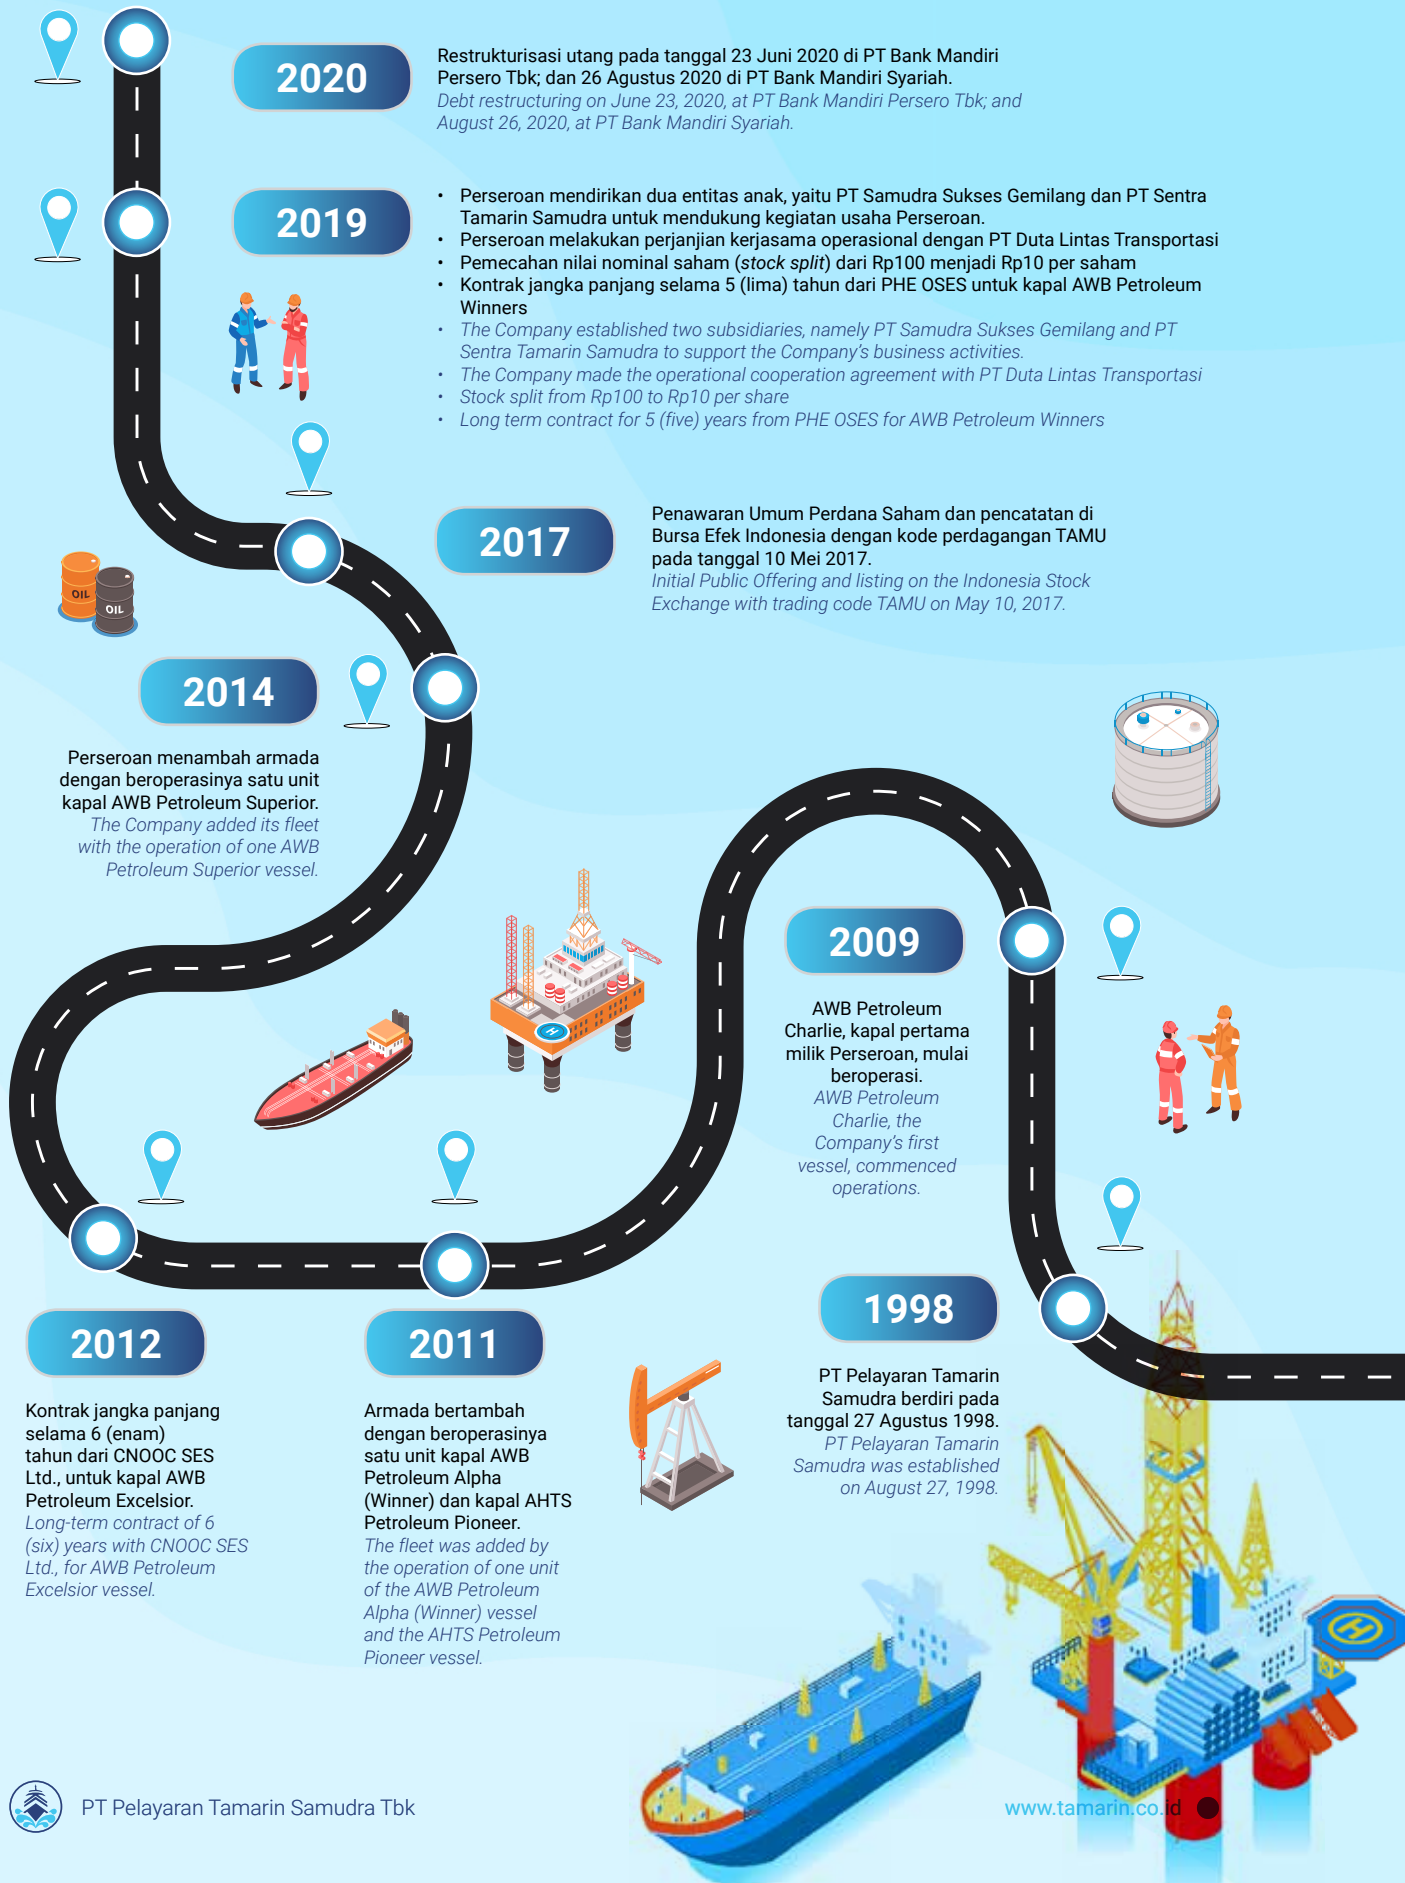 2020
Restrukturisasi utang pada tanggal 23 Juni 2020 di PT Bank Mandiri
Persero Tbk; dan 26 Agustus 2020 di PT Bank Mandiri Syariah.
Debt restructuring on June 23, 2020, at PT Bank Mandiri Persero Tbk; and
August 26, 2020, at PT Bank Mandiri Syariah.
2019
• Perseroan mendirikan dua entitas anak, yaitu PT Samudra Sukses Gemilang dan PT Sentra
Tamarin Samudra untuk mendukung kegiatan usaha Perseroan.
• Perseroan melakukan perjanjian kerjasama operasional dengan PT Duta Lintas Transportasi
• Pemecahan nilai nominal saham (stock split) dari Rp100 menjadi Rp10 per saham
• Kontrak jangka panjang selama 5 (lima) tahun dari PHE OSES untuk kapal AWB Petroleum
Winners
• The Company established two subsidiaries, namely PT Samudra Sukses Gemilang and PT
Sentra Tamarin Samudra to support the Company's business activities.
• The Company made the operational cooperation agreement with PT Duta Lintas Transportasi
• Stock split from Rp100 to Rp10 per share
• Long term contract for 5 (five) years from PHE OSES for AWB Petroleum Winners
2017
Penawaran Umum Perdana Saham dan pencatatan di
Bursa Efek Indonesia dengan kode perdagangan TAMU
pada tanggal 10 Mei 2017.
Initial Public Offering and listing on the Indonesia Stock
Exchange with trading code TAMU on May 10, 2017.
OIL
OIL
2014
Perseroan menambah armada
dengan beroperasinya satu unit
kapal AWB Petroleum Superior.
The Company added its fleet
with the operation of one AWB
Petroleum Superior vessel.
H
2009
AWB Petroleum
Charlie, kapal pertama
milik Perseroan, mulai
beroperasi.
AWB Petroleum
Charlie, the
Company's first
vessel, commenced
operations.
2012
Kontrak jangka panjang
selama 6 (enam)
tahun dari CNOOC SES
Ltd., untuk kapal AWB
Petroleum Excelsior.
Long-term contract of 6
(six) years with CNOOC SES
Ltd., for AWB Petroleum
Excelsior vessel.
2011
Armada bertambah
dengan beroperasinya
satu unit kapal AWB
Petroleum Alpha
(Winner) dan kapal AHTS
Petroleum Pioneer.
The fleet was added by
the operation of one unit
of the AWB Petroleum
Alpha (Winner) vessel
and the AHTS Petroleum
Pioneer vessel.
1998
PT Pelayaran Tamarin
Samudra berdiri pada
tanggal 27 Agustus 1998.
PT Pelayaran Tamarin
Samudra was established
on August 27, 1998.
H
PT Pelayaran Tamarin Samudra Tbk
www.tamarin.co.id